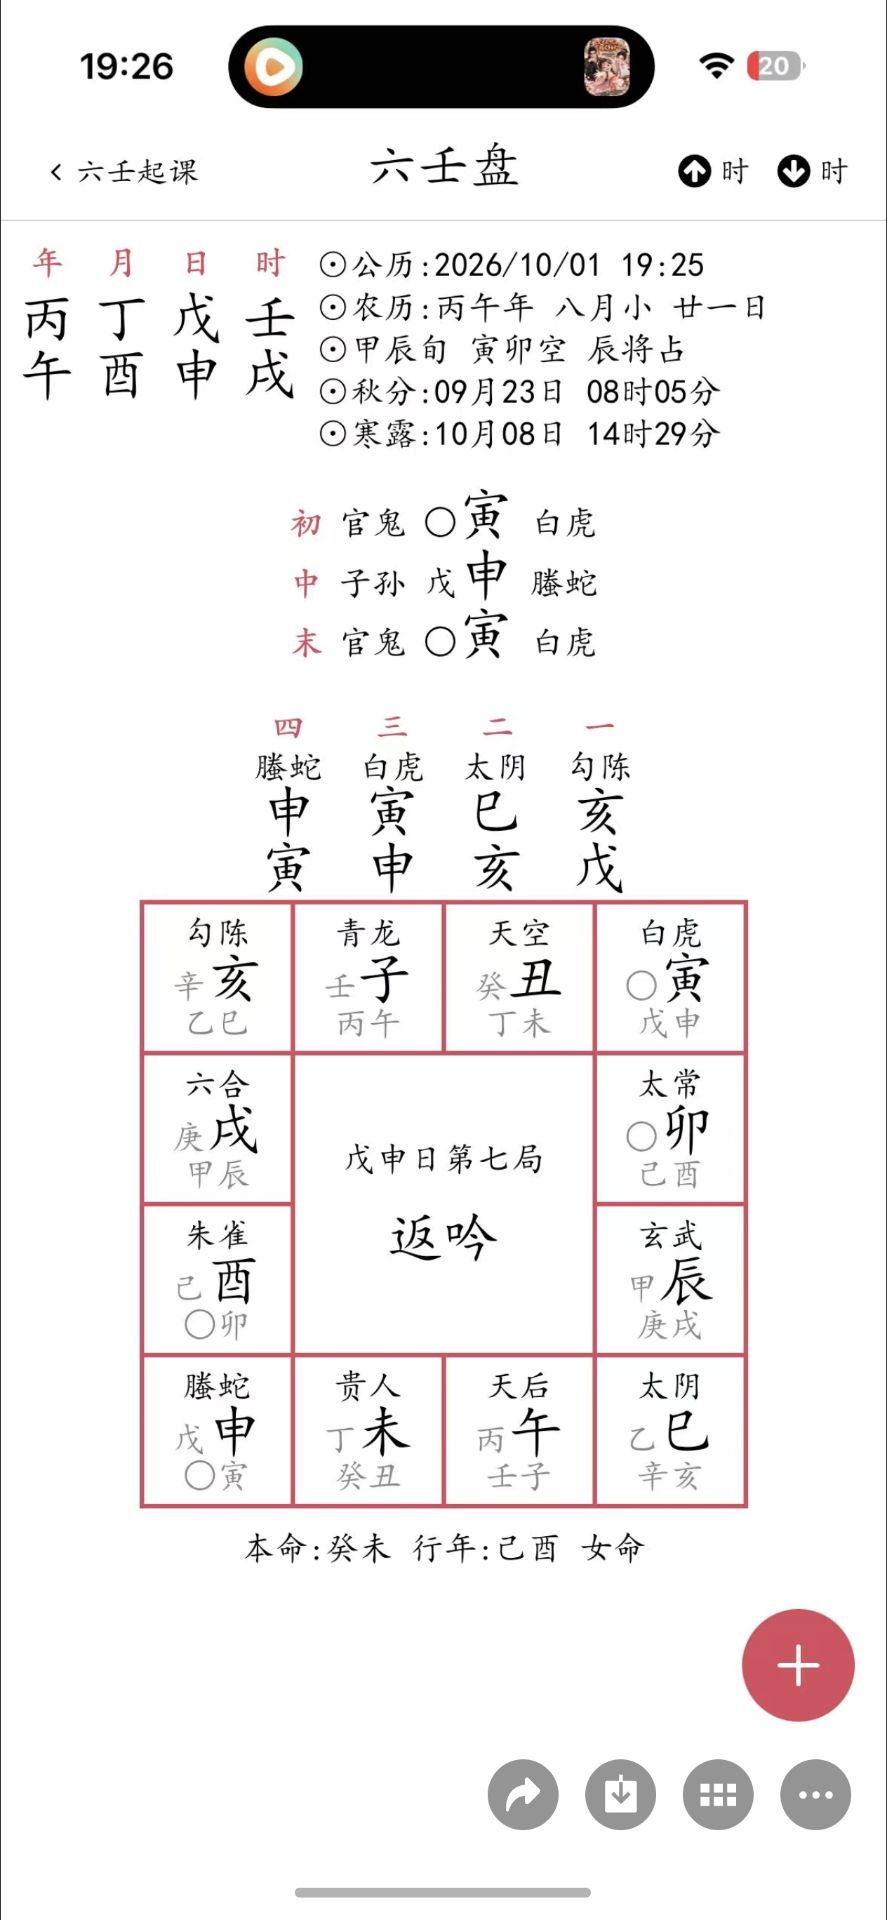 19:26
20
六壬起课
六壬盘
时 时
年 月 日 时
丙 丁 戊 壬
午 酉 申 戌
公历:2026/10/01 19:25
农历:丙午年 八月小 廿一日
甲辰旬 寅卯空 辰将占
秋分:09月23日 08时05分
寒露:10月08日 14时29分
初 官鬼 〇寅 白虎
中 子孙 戊申 螣蛇
末 官鬼 〇寅 白虎
四 三 二 一
螣蛇 白虎 太阴 勾陈
申 寅 巳 亥
寅 申 亥 戊
勾陈 青龙 天空 白虎
辛亥 壬子 癸丑 〇寅
乙巳 丙午 丁未 戊申
六合 太常
庚戌 〇卯
甲辰 己酉
戊申日第七局
返吟
朱雀 玄武
己酉 甲辰
〇卯 庚戌
螣蛇 贵人 天后 太阴
戊申 丁未 丙午 乙巳
〇寅 癸丑 壬子 辛亥
本命:癸未 行年:己酉 女命